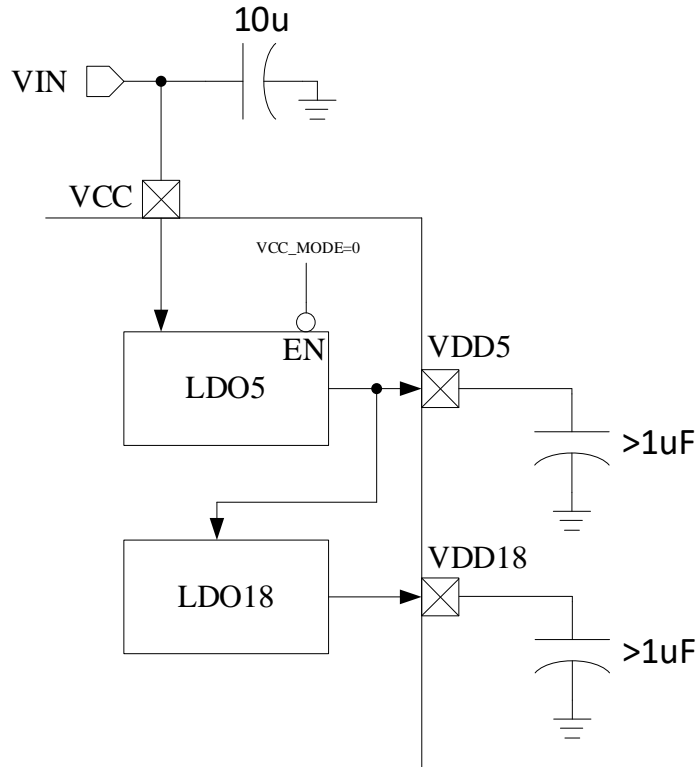 10u
VIN
VCC
VCC_MODE=0
EN
VDD5
LDO5
>1uF
VDD18
LDO18
>1uF